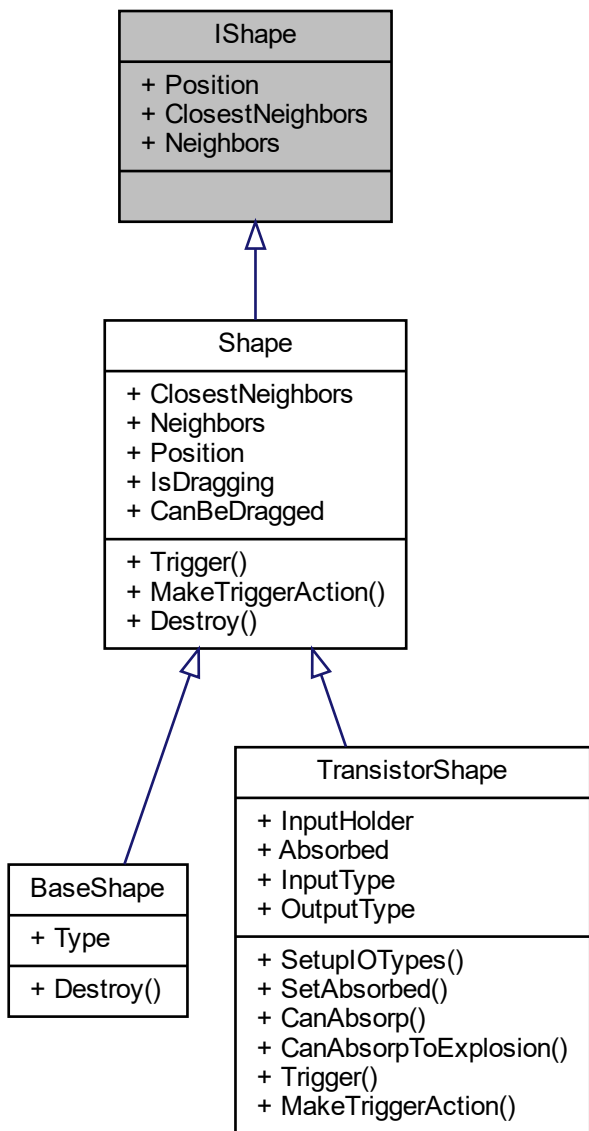 IShape
+ Position
+ ClosestNeighbors
+ Neighbors
Shape
+ ClosestNeighbors
+ Neighbors
+ Position
+ IsDragging
+ CanBeDragged
+ Trigger()
+ MakeTriggerAction()
+ Destroy()
BaseShape
+ Type
+ Destroy()
TransistorShape
+ InputHolder
+ Absorbed
+ InputType
+ OutputType
+ SetupIOTypes()
+ SetAbsorbed()
+ CanAbsorp()
+ CanAbsorpToExplosion()
+ Trigger()
+ MakeTriggerAction()